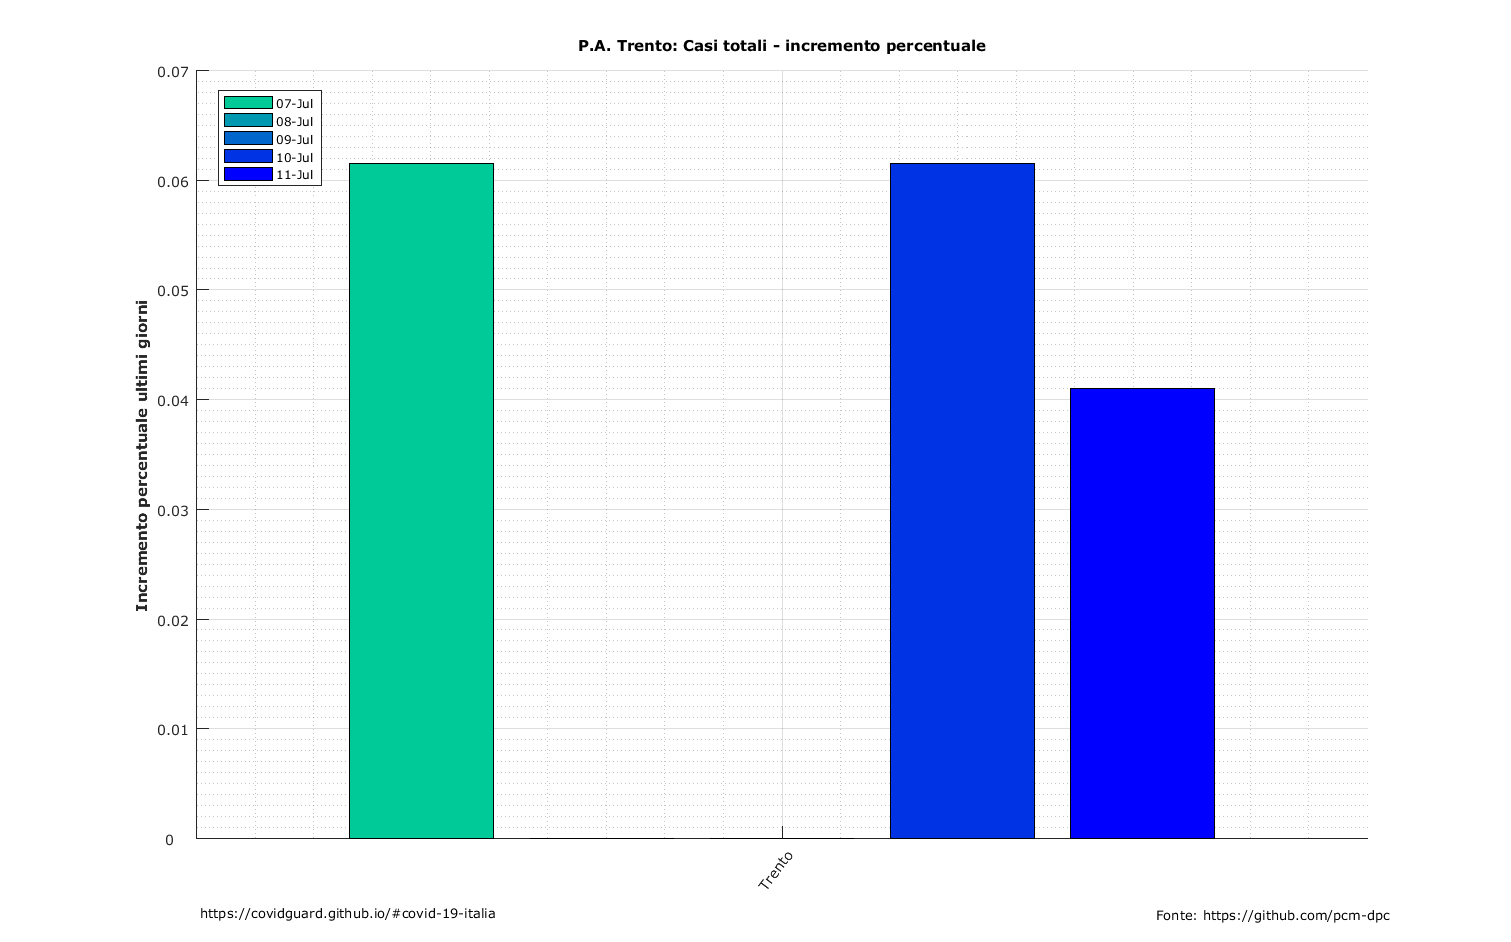 P.A. Trento: Casi totali - incremento percentuale
0.07
07-Jul
08-Jul
09-Jul
10-Jul
11-Jul
0.06
0.05
0.04
0.03
0.02
0.01
0
Incremento percentuale ultimi giorni
Trento
https://covidguard.github.io/#covid-19-italia
Fonte: https://github.com/pcm-dpc